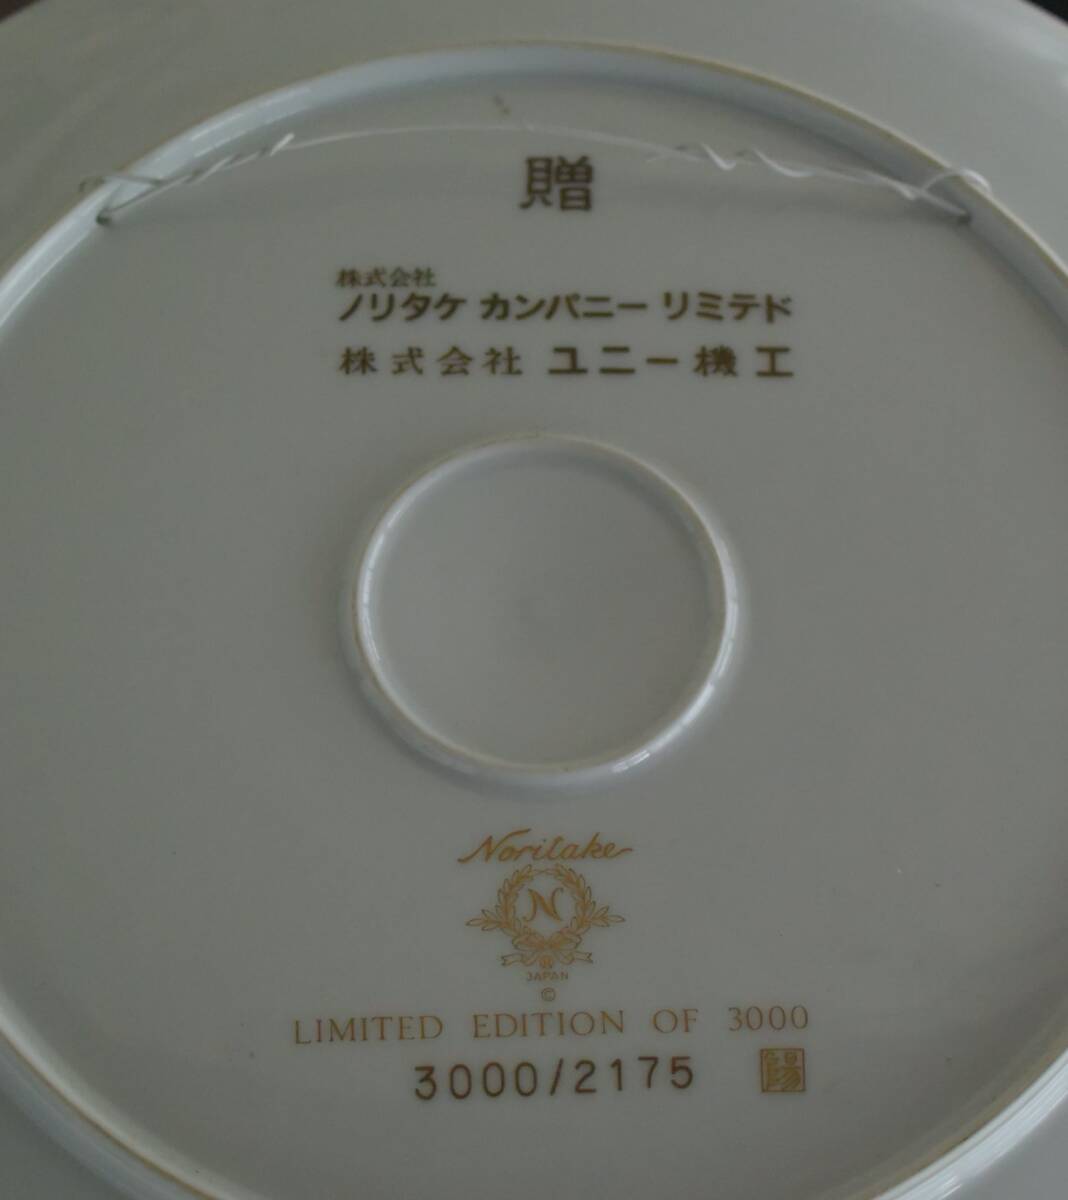 贈
株式会社
ノリタケ カンパニー リミテド
株式会社 ユニー機工
Noritake
N
JAPAN
©
LIMITED EDITION OF 3000
3000/2175